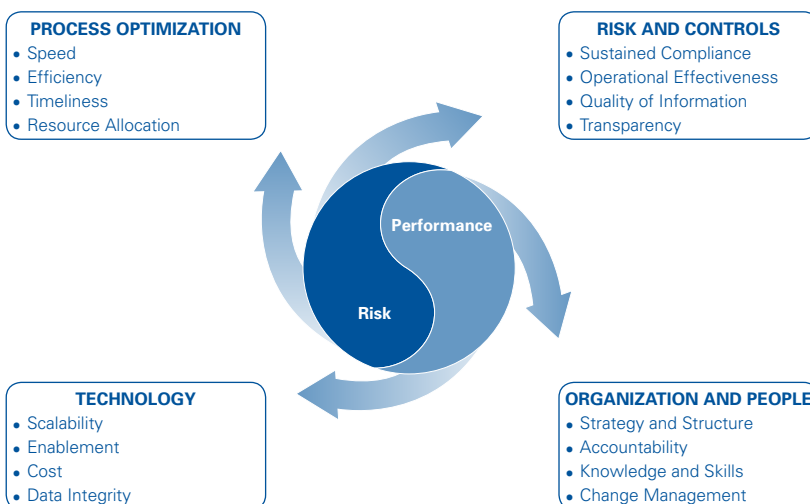 PROCESS OPTIMIZATION
• Speed
• Efficiency
• Timeliness
• Resource Allocation
RISK AND CONTROLS
• Sustained Compliance
• Operational Effectiveness
• Quality of Information
• Transparency
Performance
Risk
TECHNOLOGY
• Scalability
• Enablement
• Cost
• Data Integrity
ORGANIZATION AND PEOPLE
• Strategy and Structure
• Accountability
• Knowledge and Skills
• Change Management